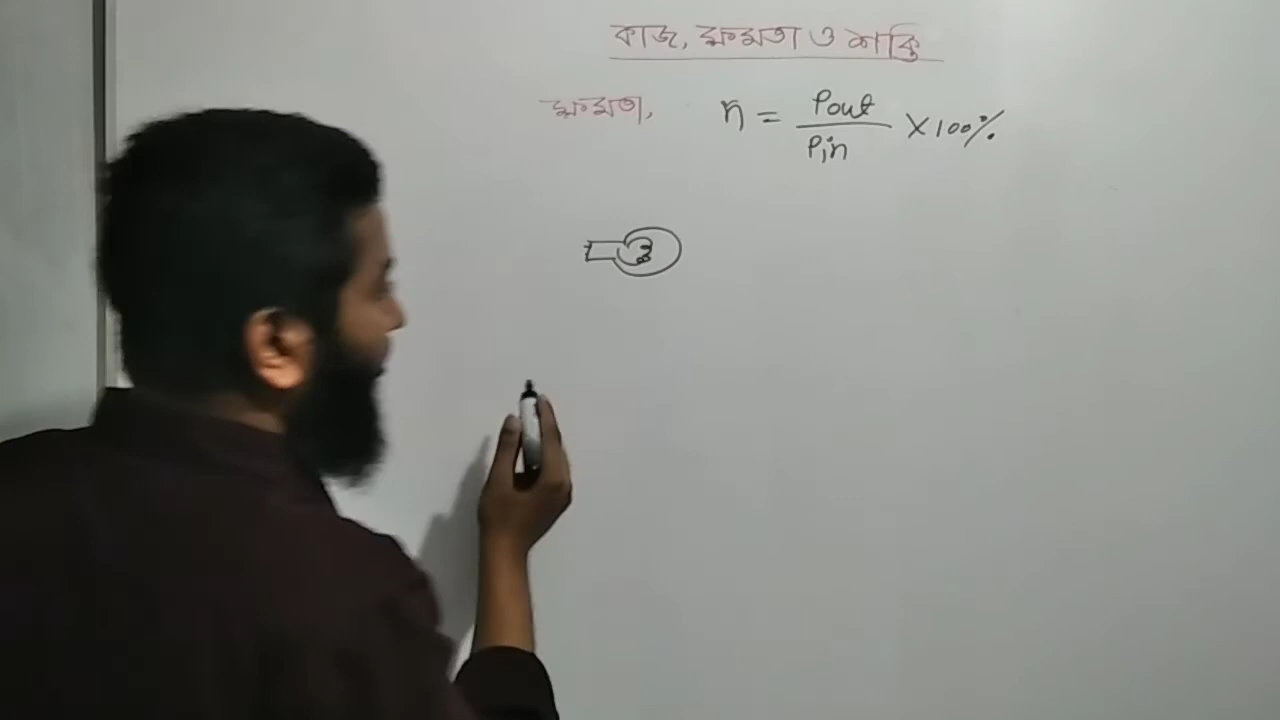 কাজ, ক্ষমতা ও শক্তি
ক্ষমতা, η = Pout / Pin × 100%